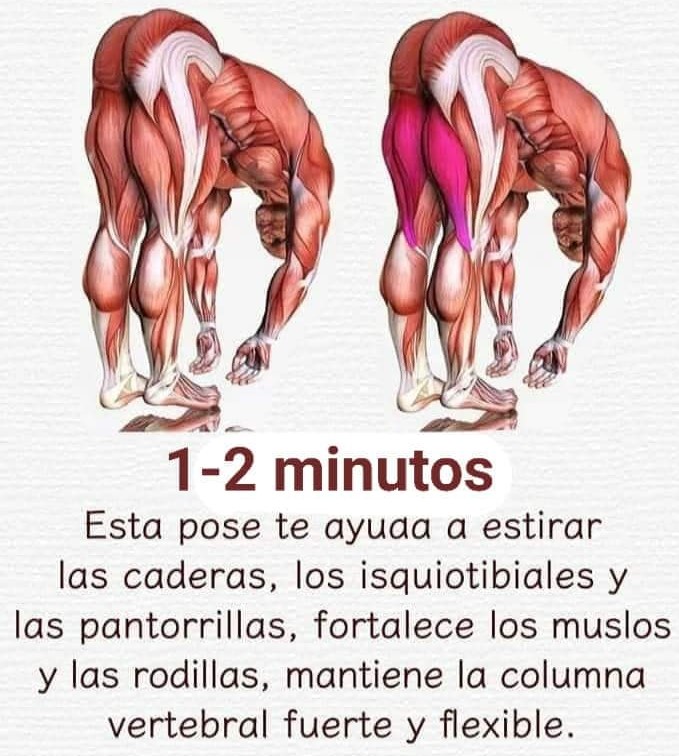 1-2 minutos
Esta pose te ayuda a estirar
las caderas, los isquiotibiales y
las pantorrillas, fortalece los muslos
y las rodillas, mantiene la columna
vertebral fuerte y flexible.